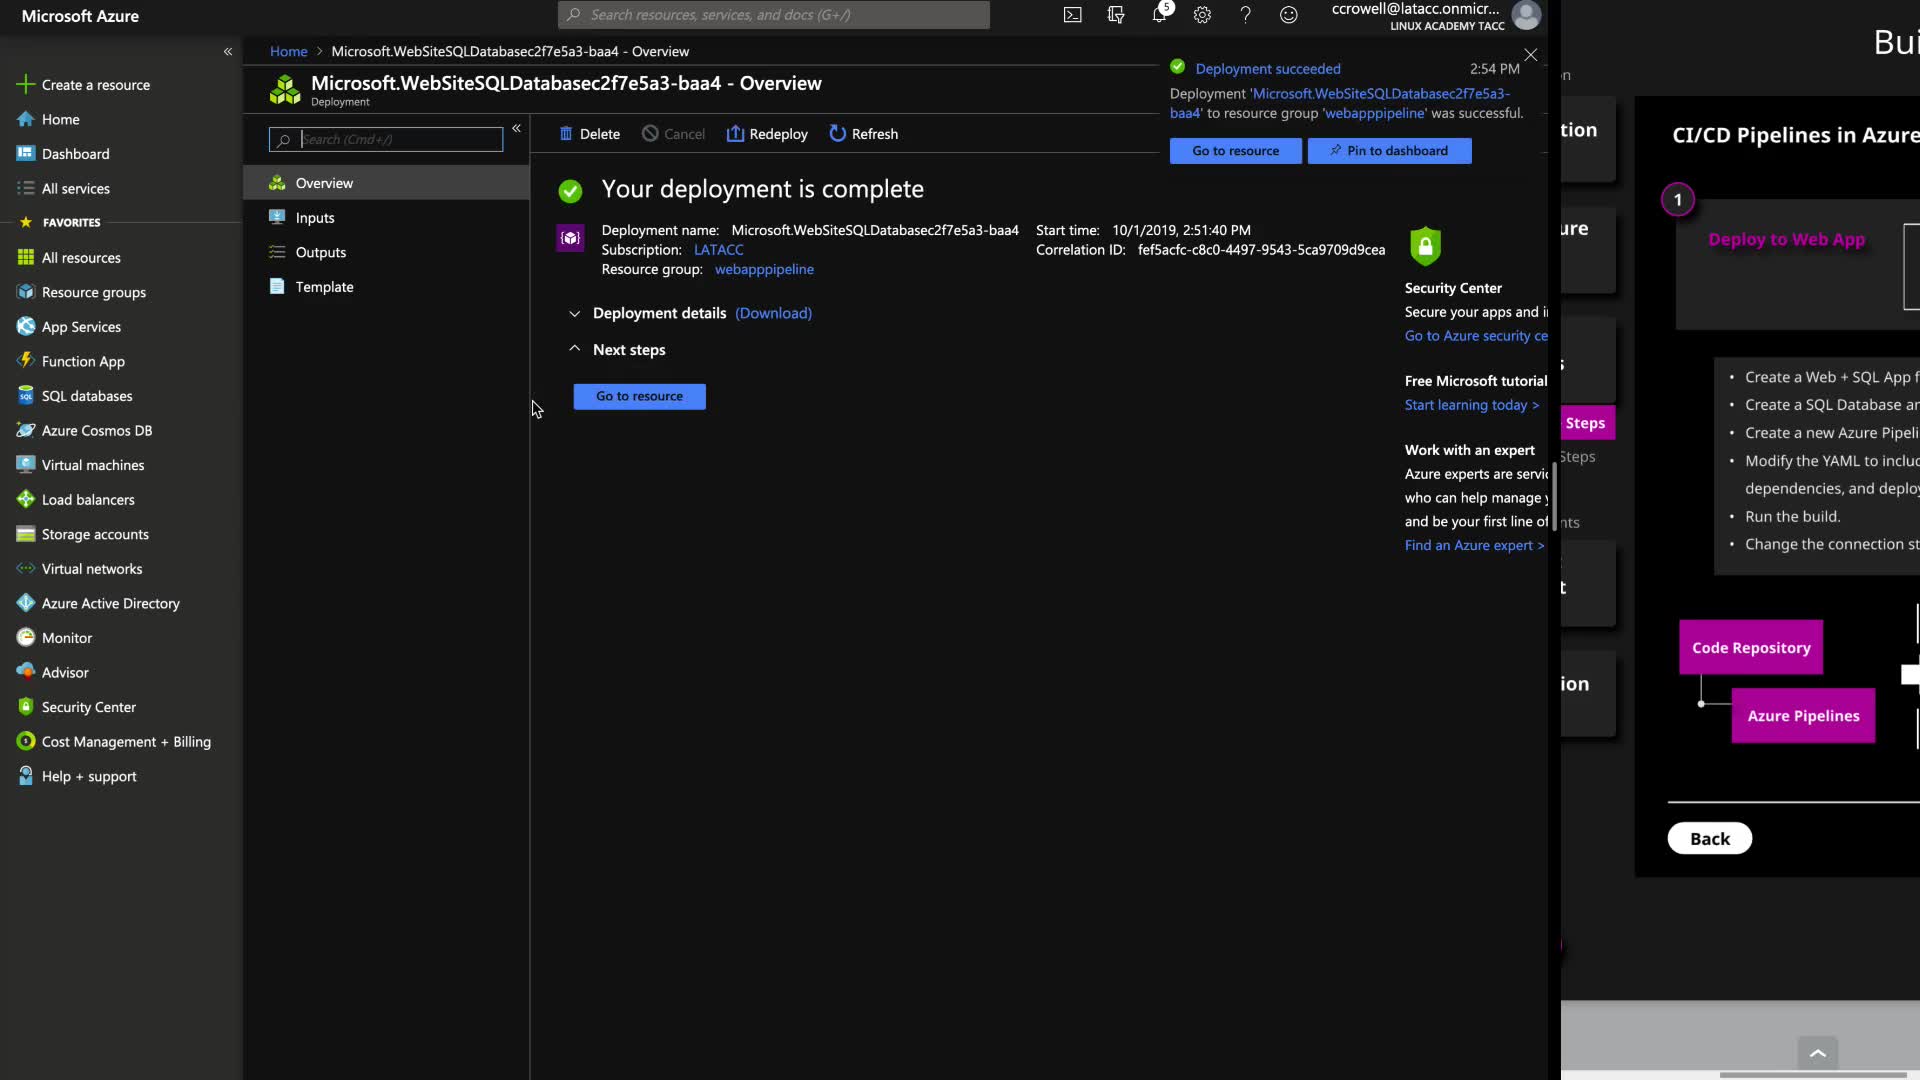 Microsoft Azure
Search resources, services, and docs (G+/)
5
ccrowell@latacc.onmicr...
LINUX ACADEMY TACC
«
Create a resource
Home
Dashboard
All services
FAVORITES
All resources
Resource groups
App Services
Function App
SQL databases
Azure Cosmos DB
Virtual machines
Load balancers
Storage accounts
Virtual networks
Azure Active Directory
Monitor
Advisor
Security Center
Cost Management + Billing
Help + support
Home > Microsoft.WebSiteSQLDatabasec2f7e5a3-baa4 - Overview
Microsoft.WebSiteSQLDatabasec2f7e5a3-baa4 - Overview
Deployment
Search (Cmd+/)
«
Overview
Inputs
Outputs
Template
Delete
Cancel
Redeploy
Refresh
Your deployment is complete
Deployment name: Microsoft.WebSiteSQLDatabasec2f7e5a3-baa4
Subscription: LATACC
Resource group: webapppipeline
Start time: 10/1/2019, 2:51:40 PM
Correlation ID: fef5acfc-c8c0-4497-9543-5ca9709d9cea
Deployment details (Download)
Next steps
Go to resource
Deployment succeeded 2:54 PM
Deployment 'Microsoft.WebSiteSQLDatabasec2f7e5a3-
baa4' to resource group 'webapppipeline' was successful.
Go to resource
Pin to dashboard
Security Center
Secure your apps and i
Go to Azure security ce
Free Microsoft tutorial
Start learning today >
Work with an expert
Azure experts are servic
who can help manage y
and be your first line of
Find an Azure expert >
Bui
n
tion
ure
s
Steps
Steps
nts
t
ion
CI/CD Pipelines in Azure
1
Deploy to Web App
• Create a Web + SQL App f
• Create a SQL Database an
• Create a new Azure Pipeli
• Modify the YAML to includ
dependencies, and deploy
• Run the build.
• Change the connection st
Code Repository
Azure Pipelines
Back